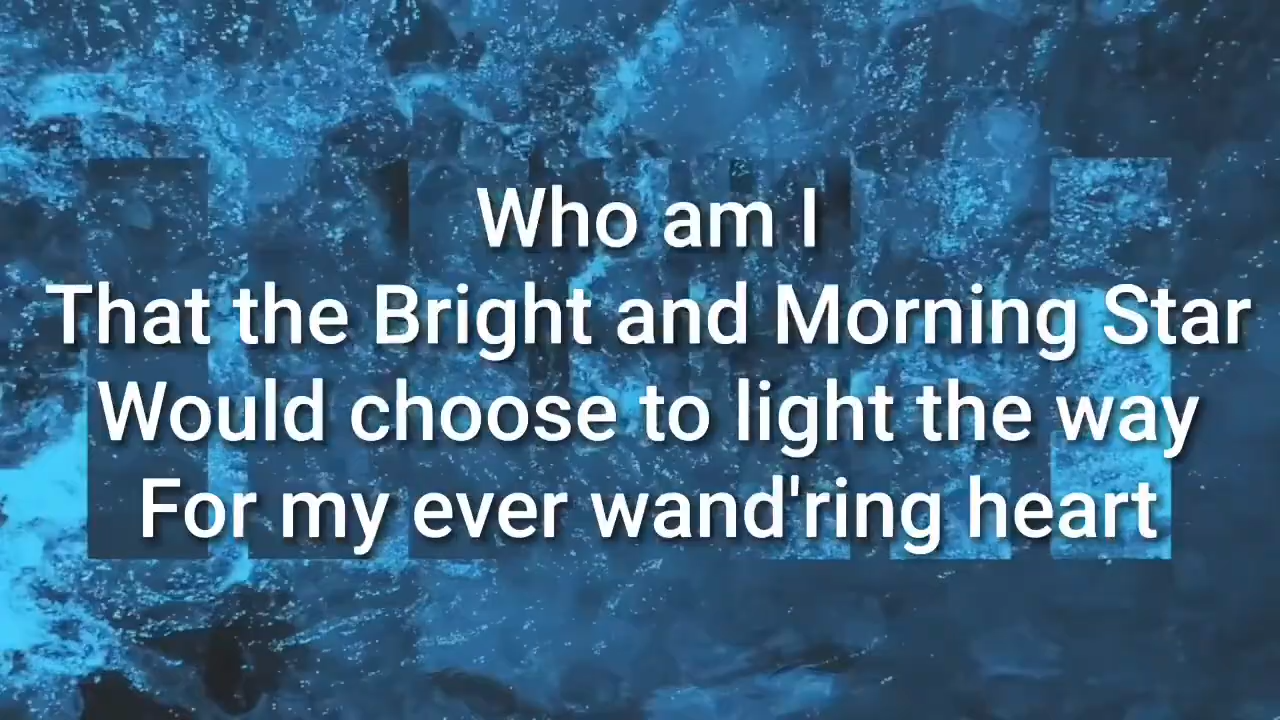 Who am I
That the Bright and Morning Star
Would choose to light the way
For my ever wand'ring heart